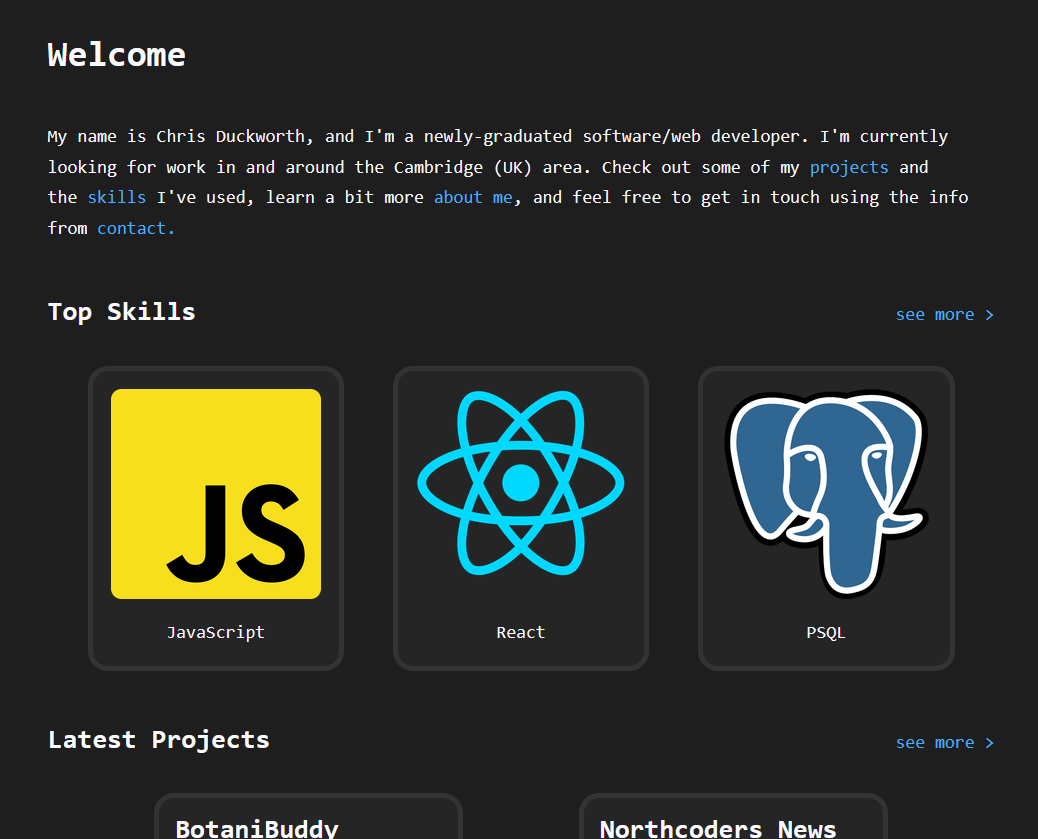 Welcome
My name is Chris Duckworth, and I'm a newly-graduated software/web developer. I'm currently
looking for work in and around the Cambridge (UK) area. Check out some of my projects and
the skills I've used, learn a bit more about me, and feel free to get in touch using the info
from contact.
Top Skills
see more >
JS
JavaScript
React
PSQL
Latest Projects
see more >
BotaniBuddy
Northcoders News